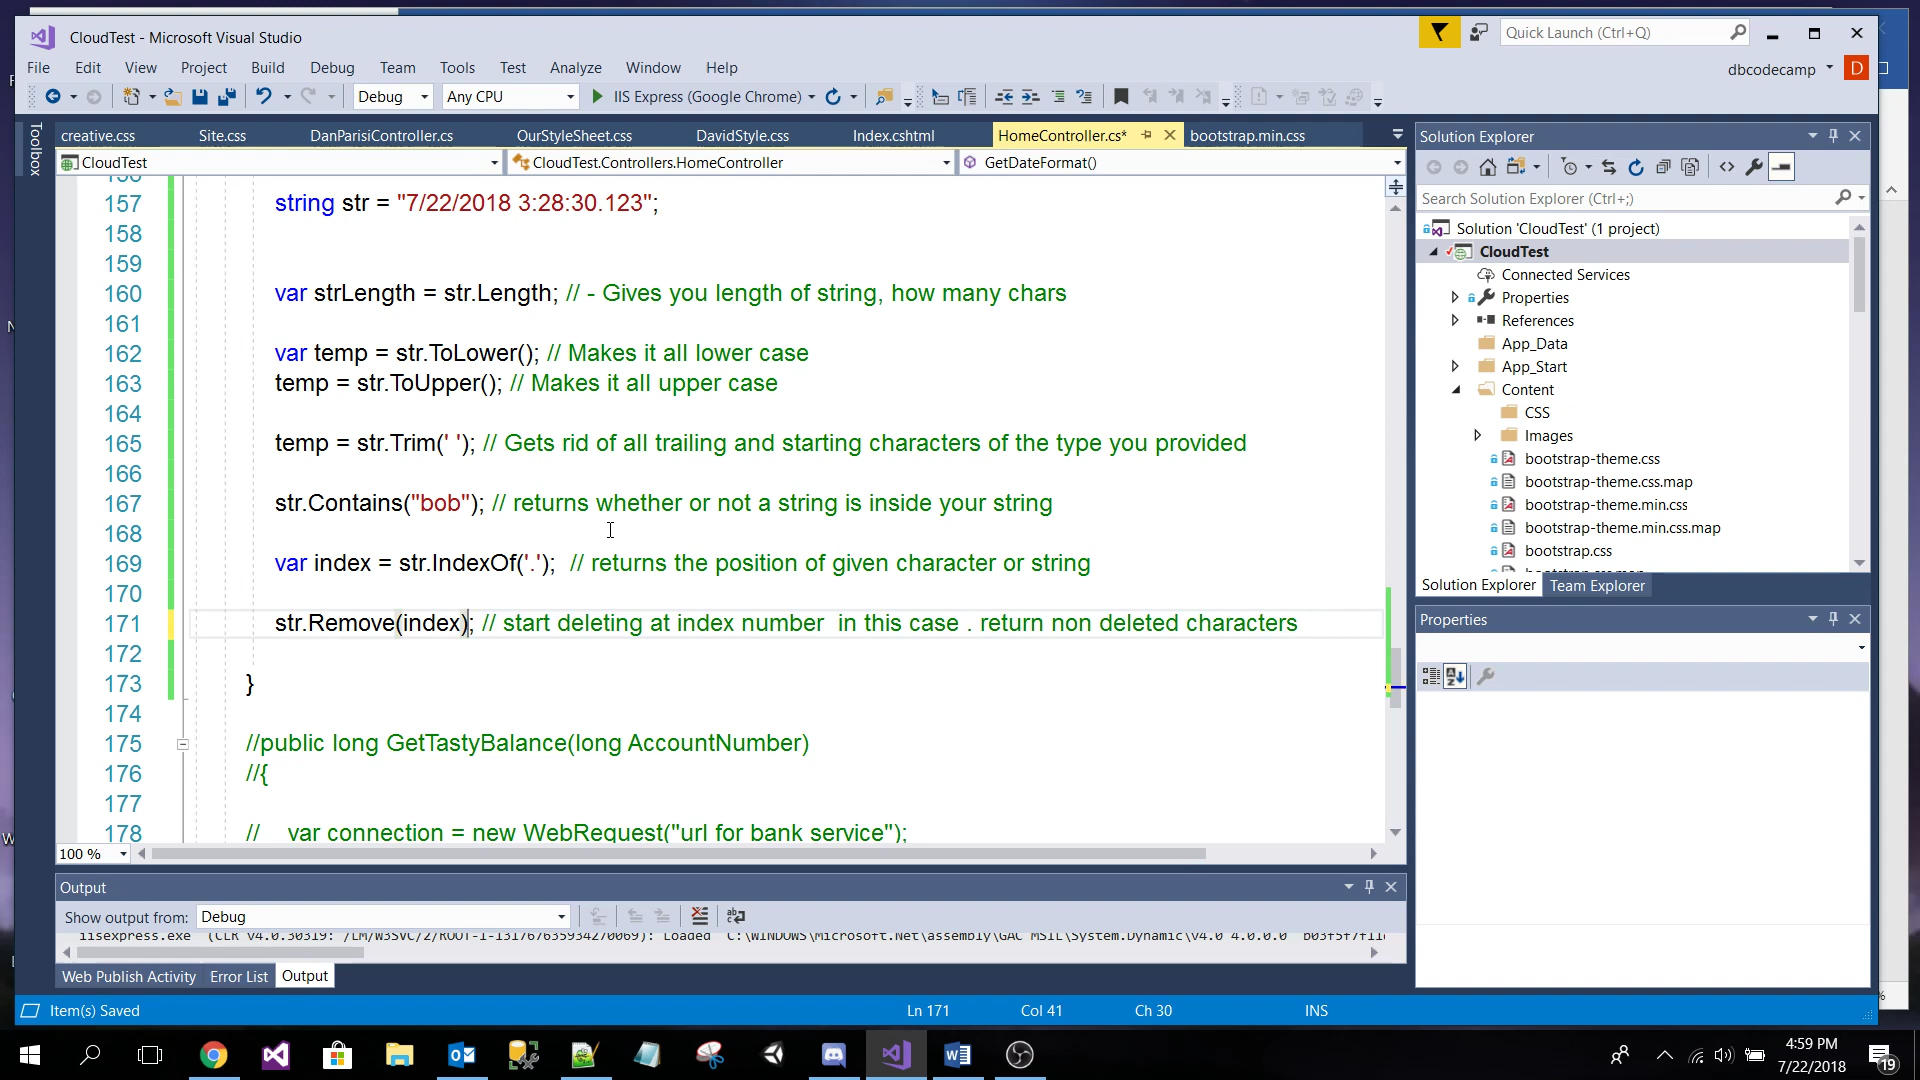 CloudTest - Microsoft Visual Studio
Quick Launch (Ctrl+Q)
File Edit View Project Build Debug Team Tools Test Analyze Window Help
dbcodecamp D
Debug Any CPU IIS Express (Google Chrome)
creative.css Site.css DanParisiController.cs OurStyleSheet.css DavidStyle.css Index.cshtml HomeController.cs* bootstrap.min.css
Toolbox
CloudTest CloudTest.Controllers.HomeController GetDateFormat()
157 string str = "7/22/2018 3:28:30.123";
158
159
160 var strLength = str.Length; // - Gives you length of string, how many chars
161
162 var temp = str.ToLower(); // Makes it all lower case
163 temp = str.ToUpper(); // Makes it all upper case
164
165 temp = str.Trim(' '); // Gets rid of all trailing and starting characters of the type you provided
166
167 str.Contains("bob"); // returns whether or not a string is inside your string
168
169 var index = str.IndexOf('.');  // returns the position of given character or string
170
171 str.Remove(index); // start deleting at index number  in this case . return non deleted characters
172
173 }
174
175 //public long GetTastyBalance(long AccountNumber)
176 //{
177
178 //    var connection = new WebRequest("url for bank service");
100 %
Output
Show output from: Debug
Web Publish Activity Error List Output
Solution Explorer
Search Solution Explorer (Ctrl+;)
Solution 'CloudTest' (1 project)
CloudTest
Connected Services
Properties
References
App_Data
App_Start
Content
CSS
Images
bootstrap-theme.css
bootstrap-theme.css.map
bootstrap-theme.min.css
bootstrap-theme.min.css.map
bootstrap.css
Solution Explorer Team Explorer
Properties
Item(s) Saved Ln 171 Col 41 Ch 30 INS
4:59 PM
7/22/2018
19